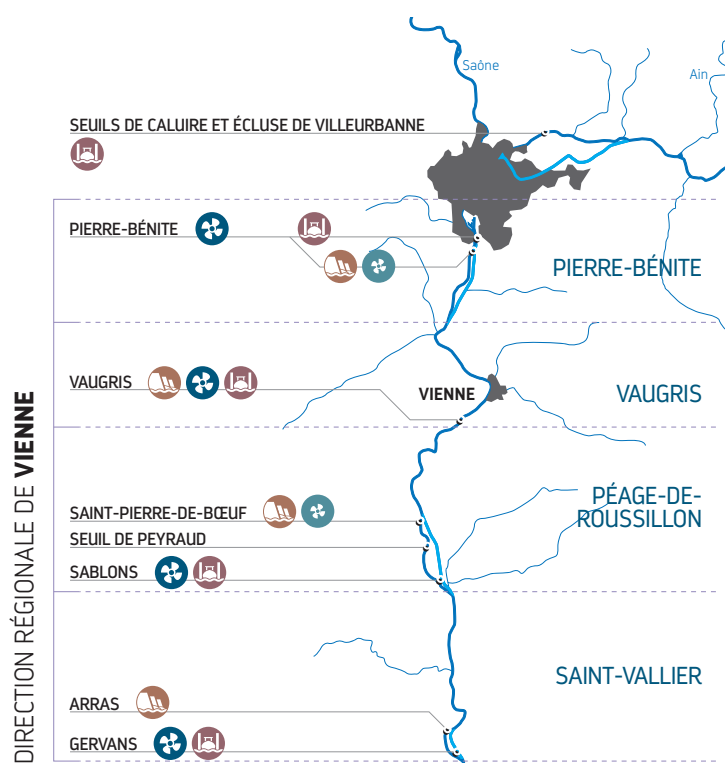 Saône
Ain
SEUILS DE CALUIRE ET ÉCLUSE DE VILLEURBANNE
PIERRE-BÉNITE
PIERRE-BÉNITE
VAUGRIS
VIENNE
VAUGRIS
DIRECTION RÉGIONALE DE VIENNE
SAINT-PIERRE-DE-BŒUF
PÉAGE-DE-
ROUSSILLON
SEUIL DE PEYRAUD
SABLONS
SAINT-VALLIER
ARRAS
GERVANS